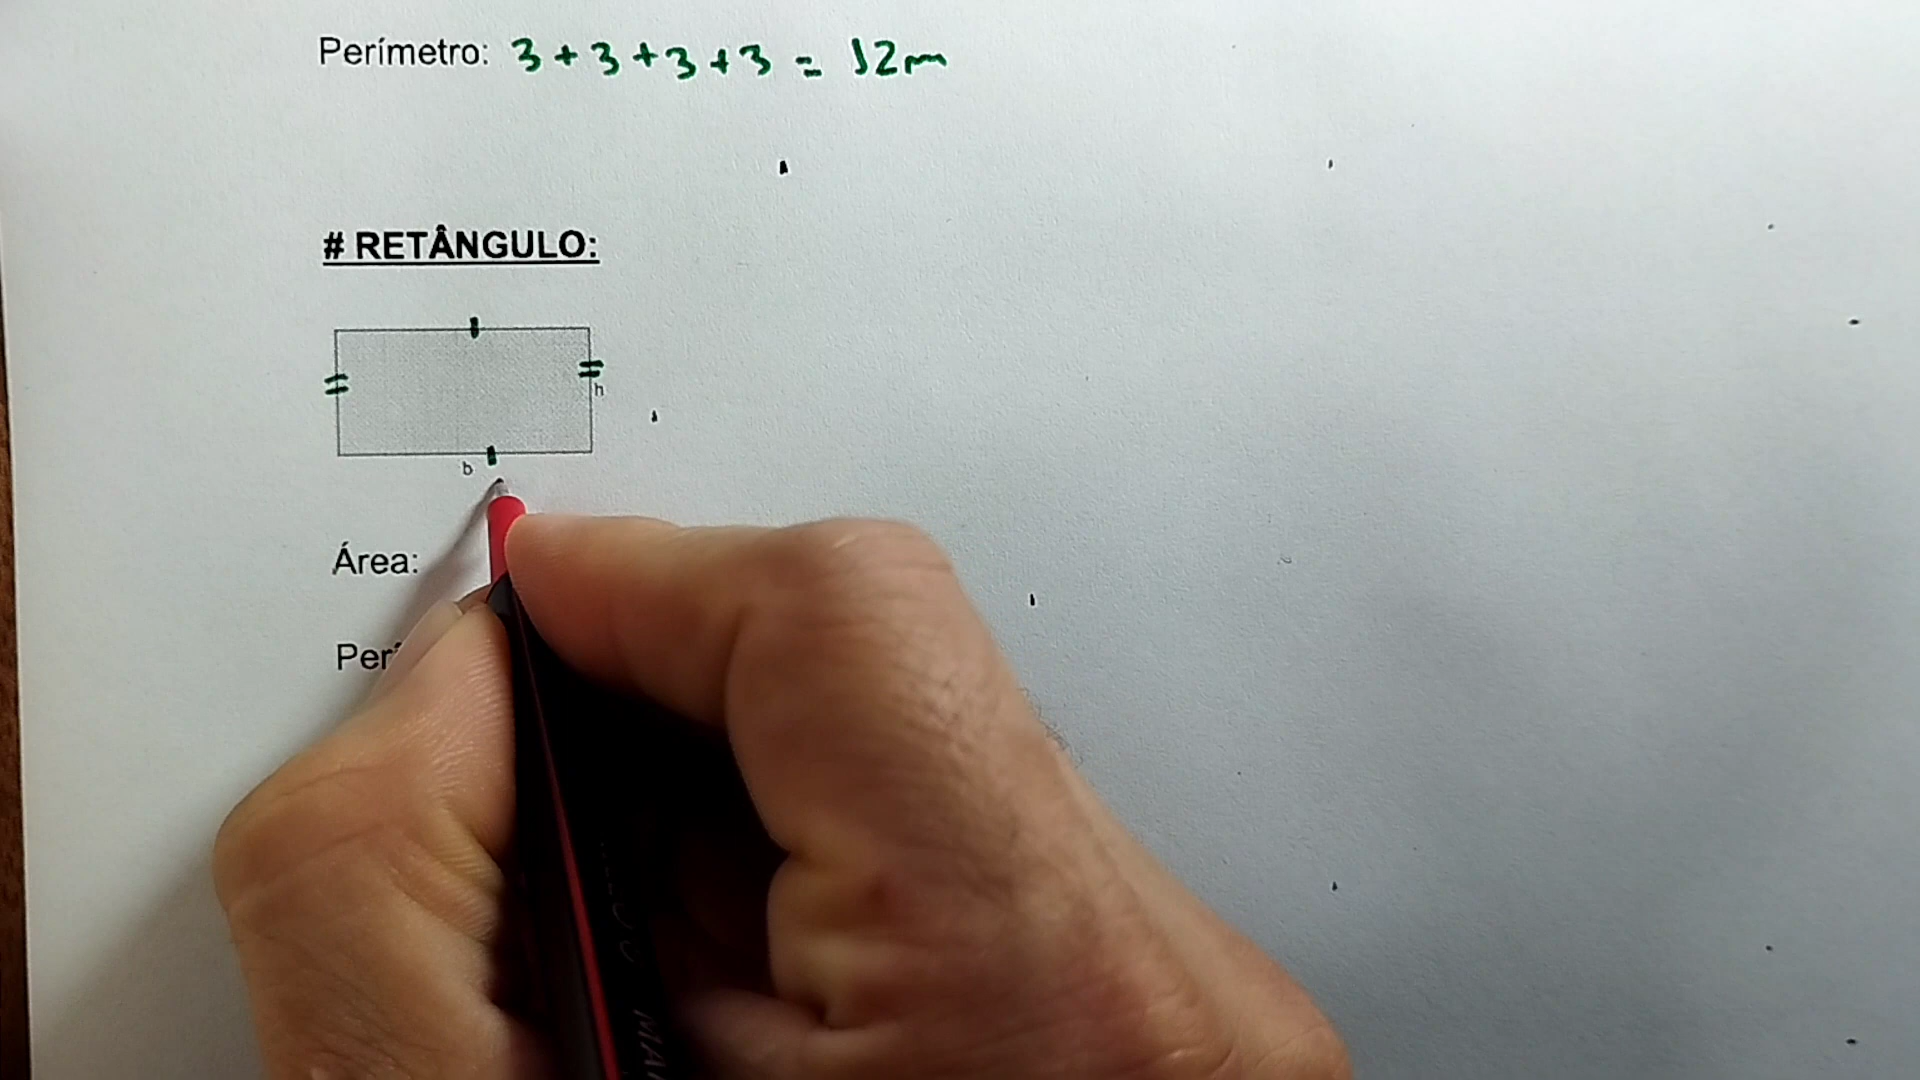 Perímetro: 3 + 3 + 3 + 3 = 12m
# RETÂNGULO:
h
b
Área: